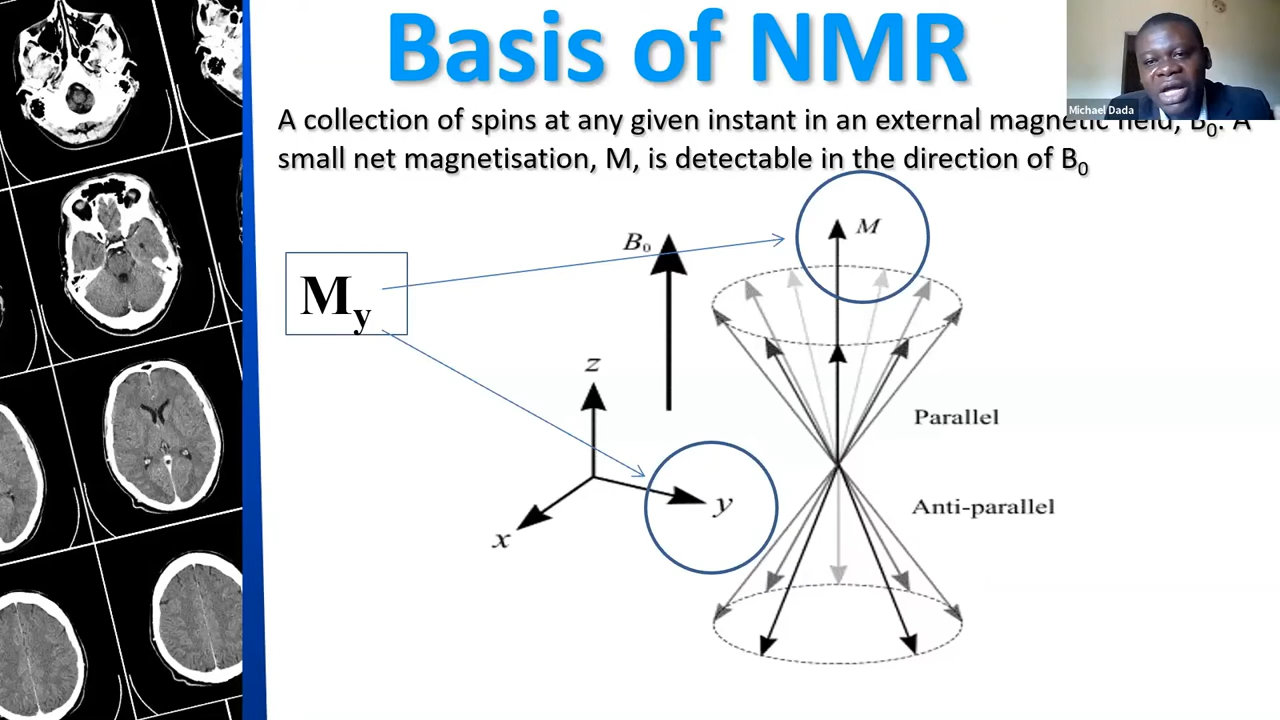 Basis of NMR
Michael Dada
A collection of spins at any given instant in an external magnetic field, B₀. A
small net magnetisation, M, is detectable in the direction of B₀
M
B₀
My
z
Parallel
y
Anti-parallel
x